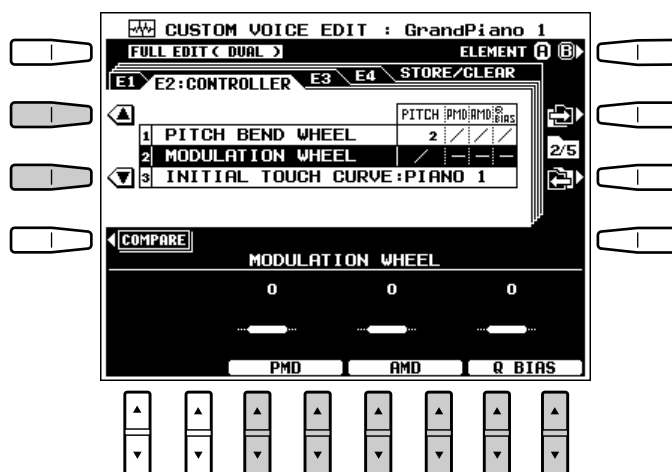 CUSTOM VOICE EDIT : GrandPiano 1
FULL EDIT ( DUAL ) ELEMENT A B
E1 E2:CONTROLLER E3 E4 STORE/CLEAR
PITCH PMD AMD Q BIAS
1 PITCH BEND WHEEL 2 / / /
2 MODULATION WHEEL / — — —
2/5
3 INITIAL TOUCH CURVE:PIANO 1
COMPARE
MODULATION WHEEL
0 0 0
PMD AMD Q BIAS